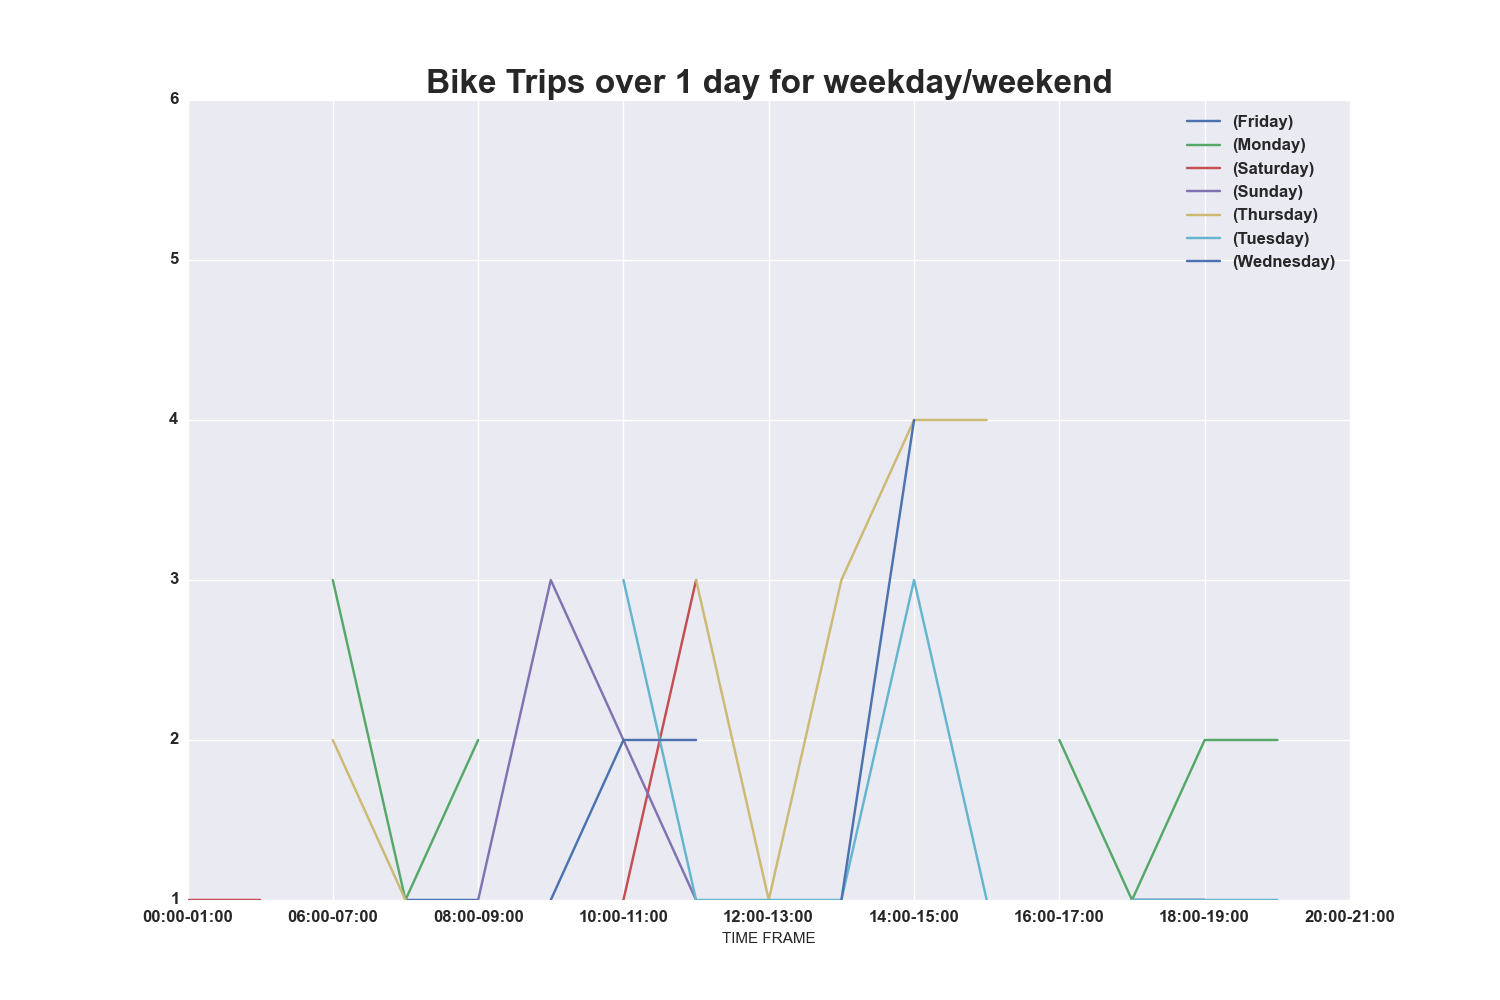 Bike Trips over 1 day for weekday/weekend
6
5
4
3
2
1
(Friday)
(Monday)
(Saturday)
(Sunday)
(Thursday)
(Tuesday)
(Wednesday)
00:00-01:00 06:00-07:00 08:00-09:00 10:00-11:00 12:00-13:00 14:00-15:00 16:00-17:00 18:00-19:00 20:00-21:00
TIME FRAME